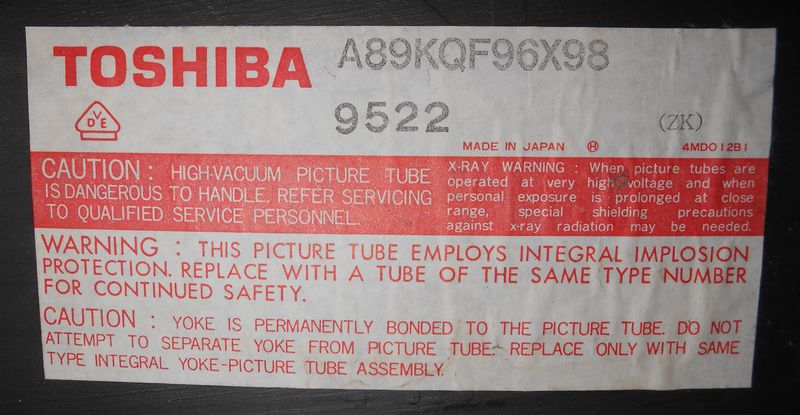 TOSHIBA A89KQF96X98
VDE 9522 (ZK)
MADE IN JAPAN Ⓗ 4MD012B1
CAUTION : HIGH-VACUUM PICTURE TUBE
IS DANGEROUS TO HANDLE. REFER SERVICING
TO QUALIFIED SERVICE PERSONNEL.
X-RAY WARNING : When picture tubes are
operated at very high voltage and when
personal exposure is prolonged at close
range, special shielding precautions
against x-ray radiation may be needed.
WARNING : THIS PICTURE TUBE EMPLOYS INTEGRAL IMPLOSION
PROTECTION. REPLACE WITH A TUBE OF THE SAME TYPE NUMBER
FOR CONTINUED SAFETY.
CAUTION : YOKE IS PERMANENTLY BONDED TO THE PICTURE TUBE. DO NOT
ATTEMPT TO SEPARATE YOKE FROM PICTURE TUBE. REPLACE ONLY WITH SAME
TYPE INTEGRAL YOKE-PICTURE TUBE ASSEMBLY.